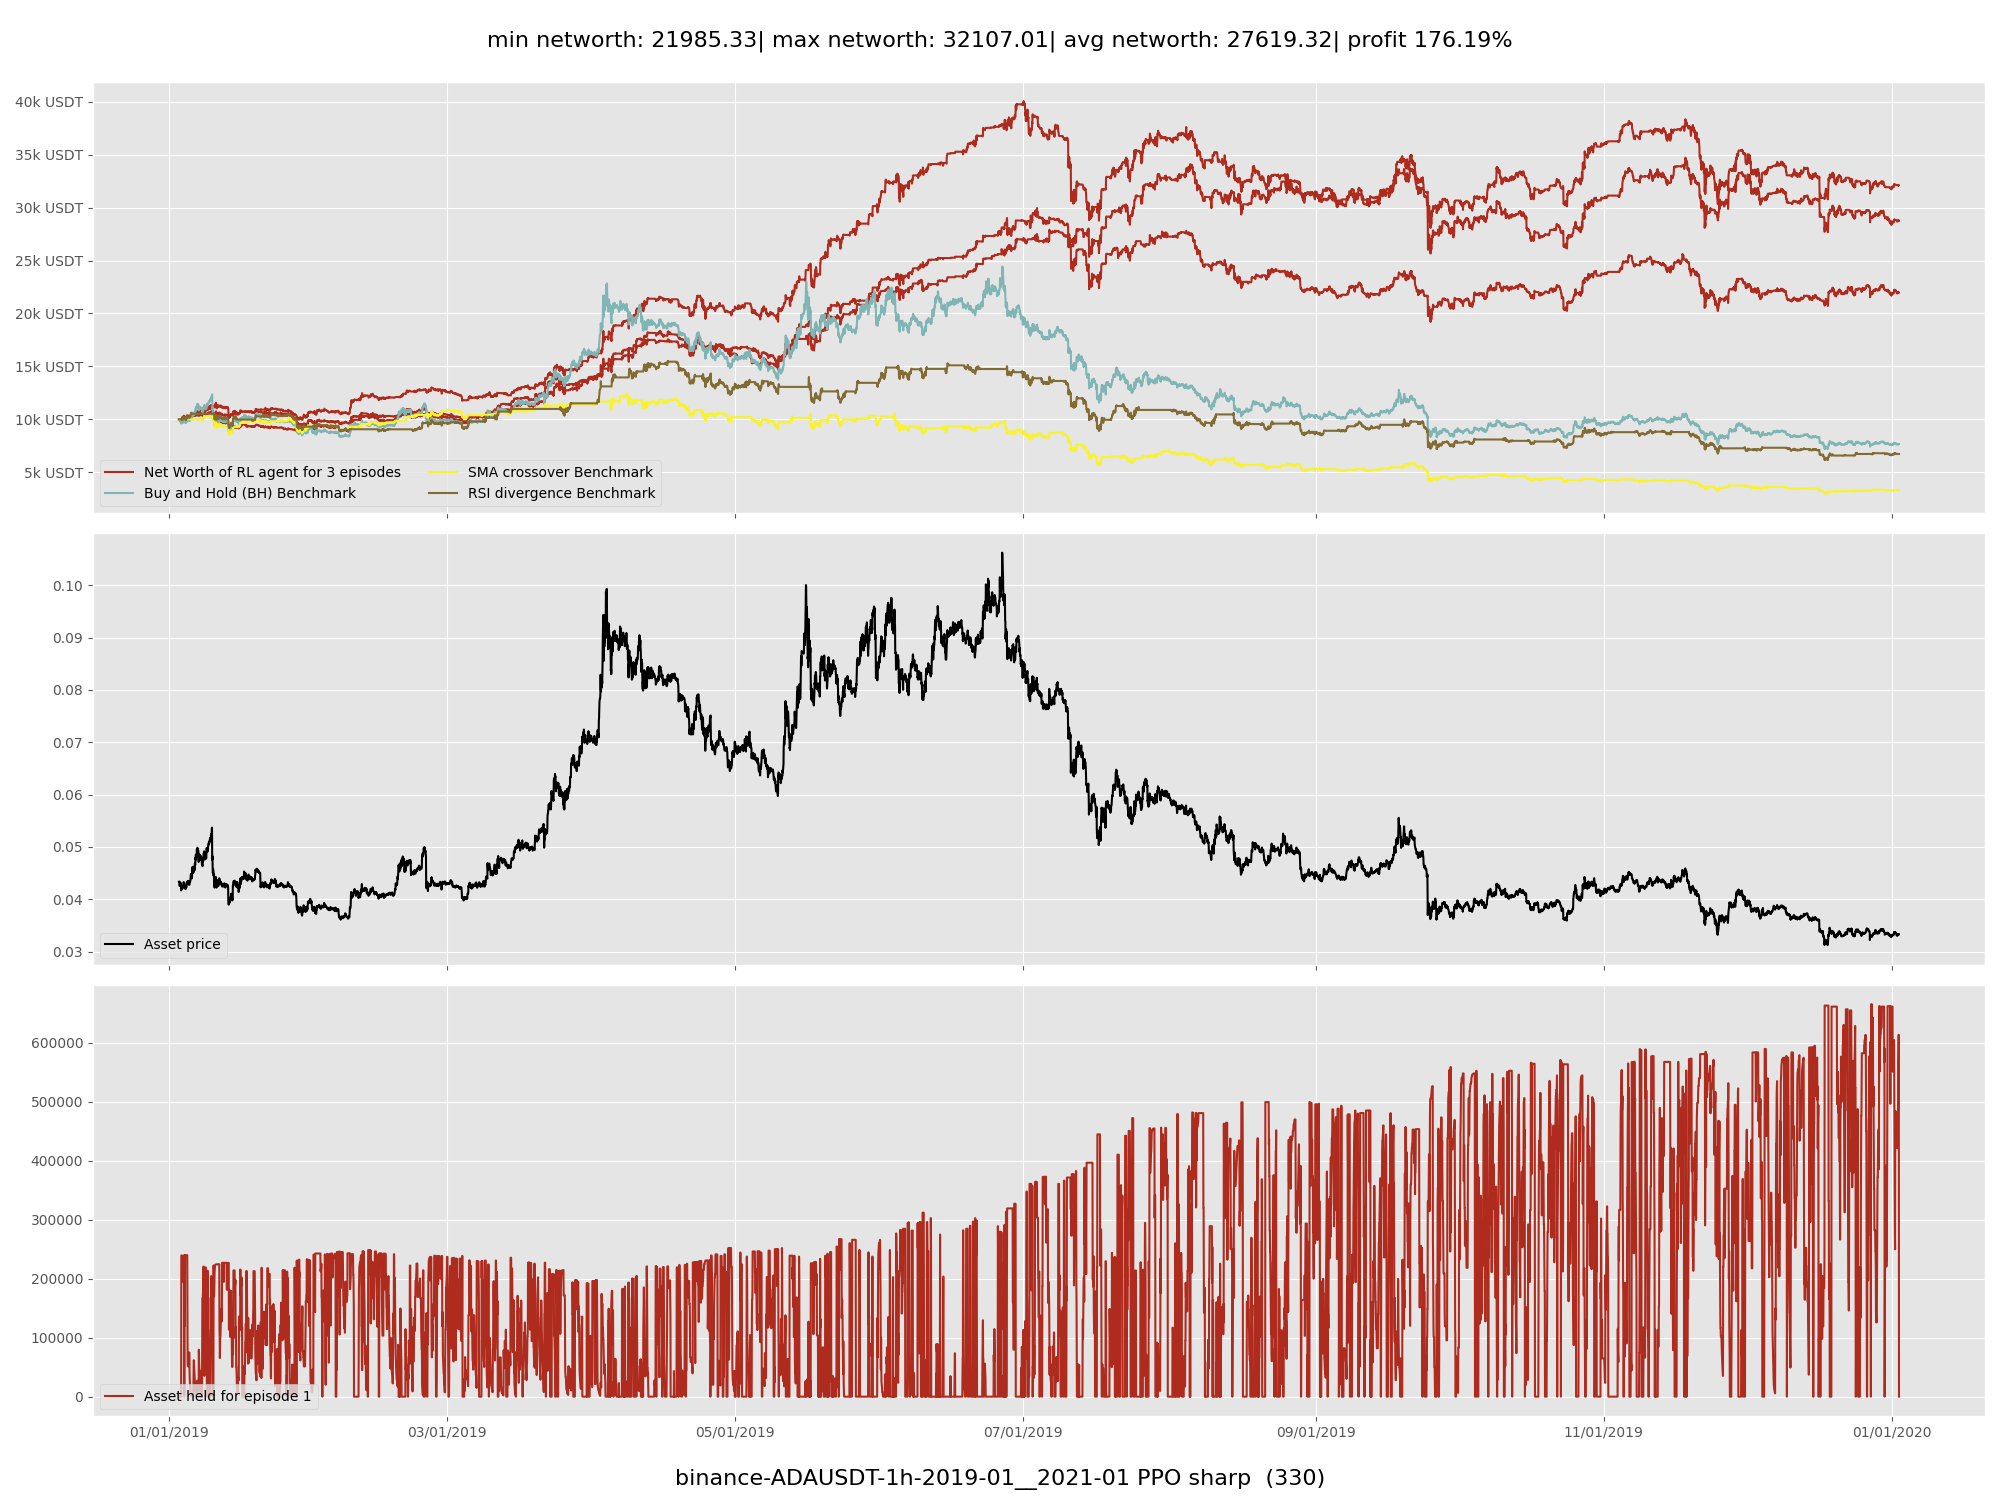 min networth: 21985.33| max networth: 32107.01| avg networth: 27619.32| profit 176.19%
40k USDT
35k USDT
30k USDT
25k USDT
20k USDT
15k USDT
10k USDT
5k USDT
Net Worth of RL agent for 3 episodes
Buy and Hold (BH) Benchmark
SMA crossover Benchmark
RSI divergence Benchmark
0.10
0.09
0.08
0.07
0.06
0.05
0.04
0.03
Asset price
600000
500000
400000
300000
200000
100000
0
Asset held for episode 1
01/01/2019 03/01/2019 05/01/2019 07/01/2019 09/01/2019 11/01/2019 01/01/2020
binance-ADAUSDT-1h-2019-01__2021-01 PPO sharp (330)